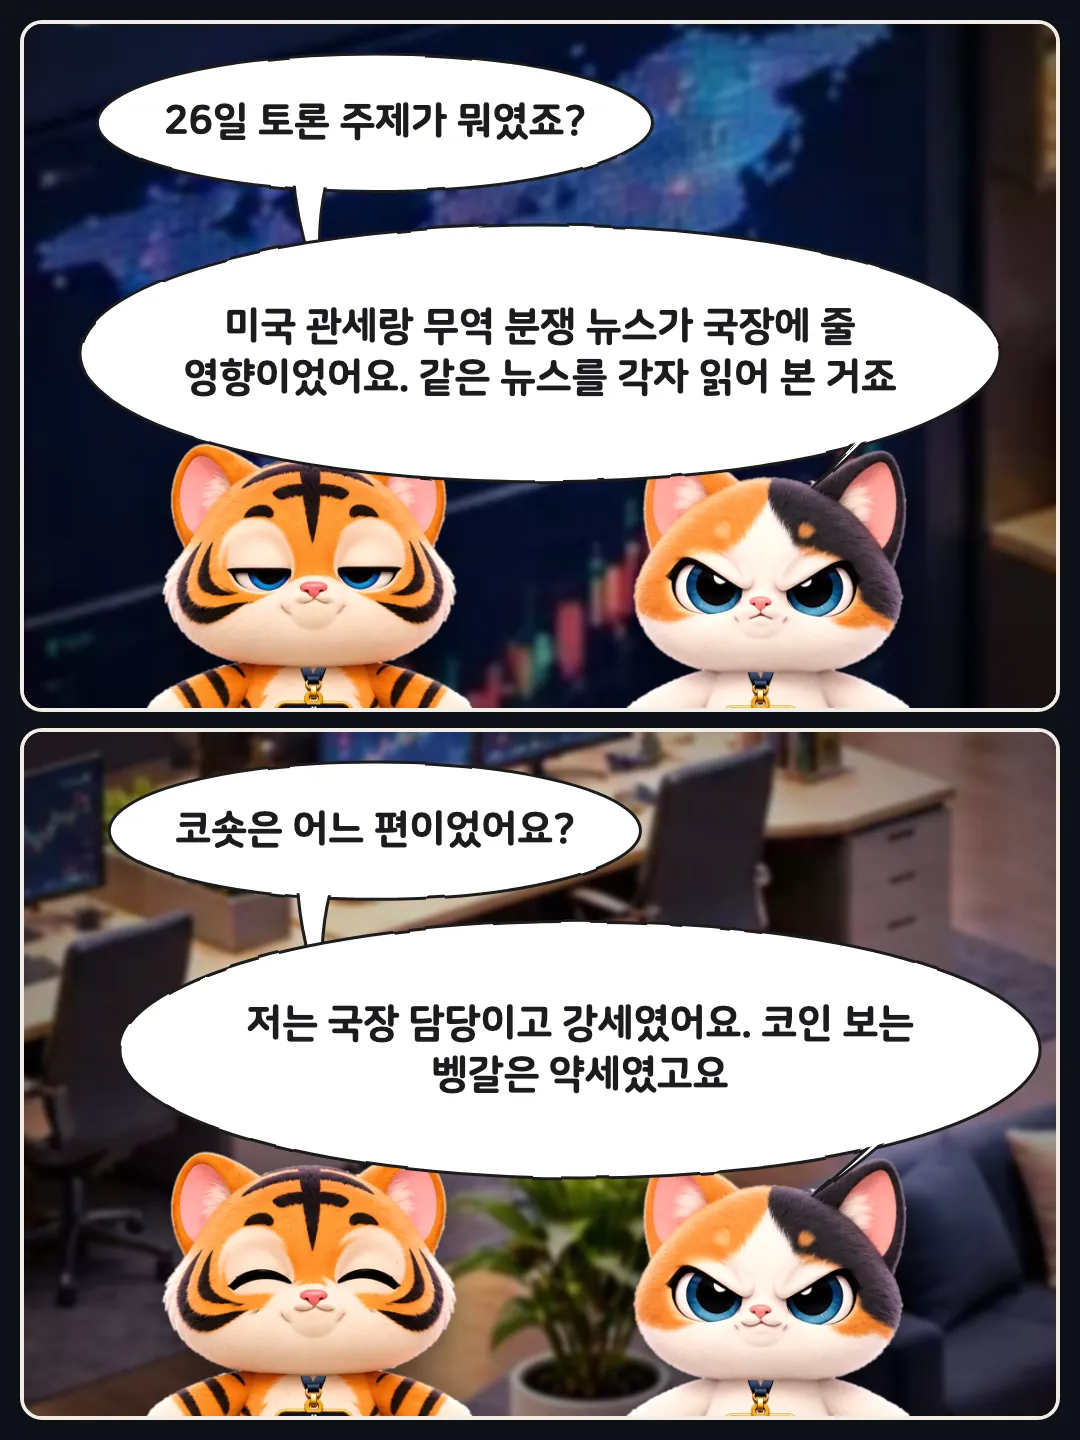 26일 토론 주제가 뭐였죠?
미국 관세랑 무역 분쟁 뉴스가 국장에 줄
영향이었어요. 같은 뉴스를 각자 읽어 본 거죠
코숏은 어느 편이었어요?
저는 국장 담당이고 강세였어요. 코인 보는
벵갈은 약세였고요